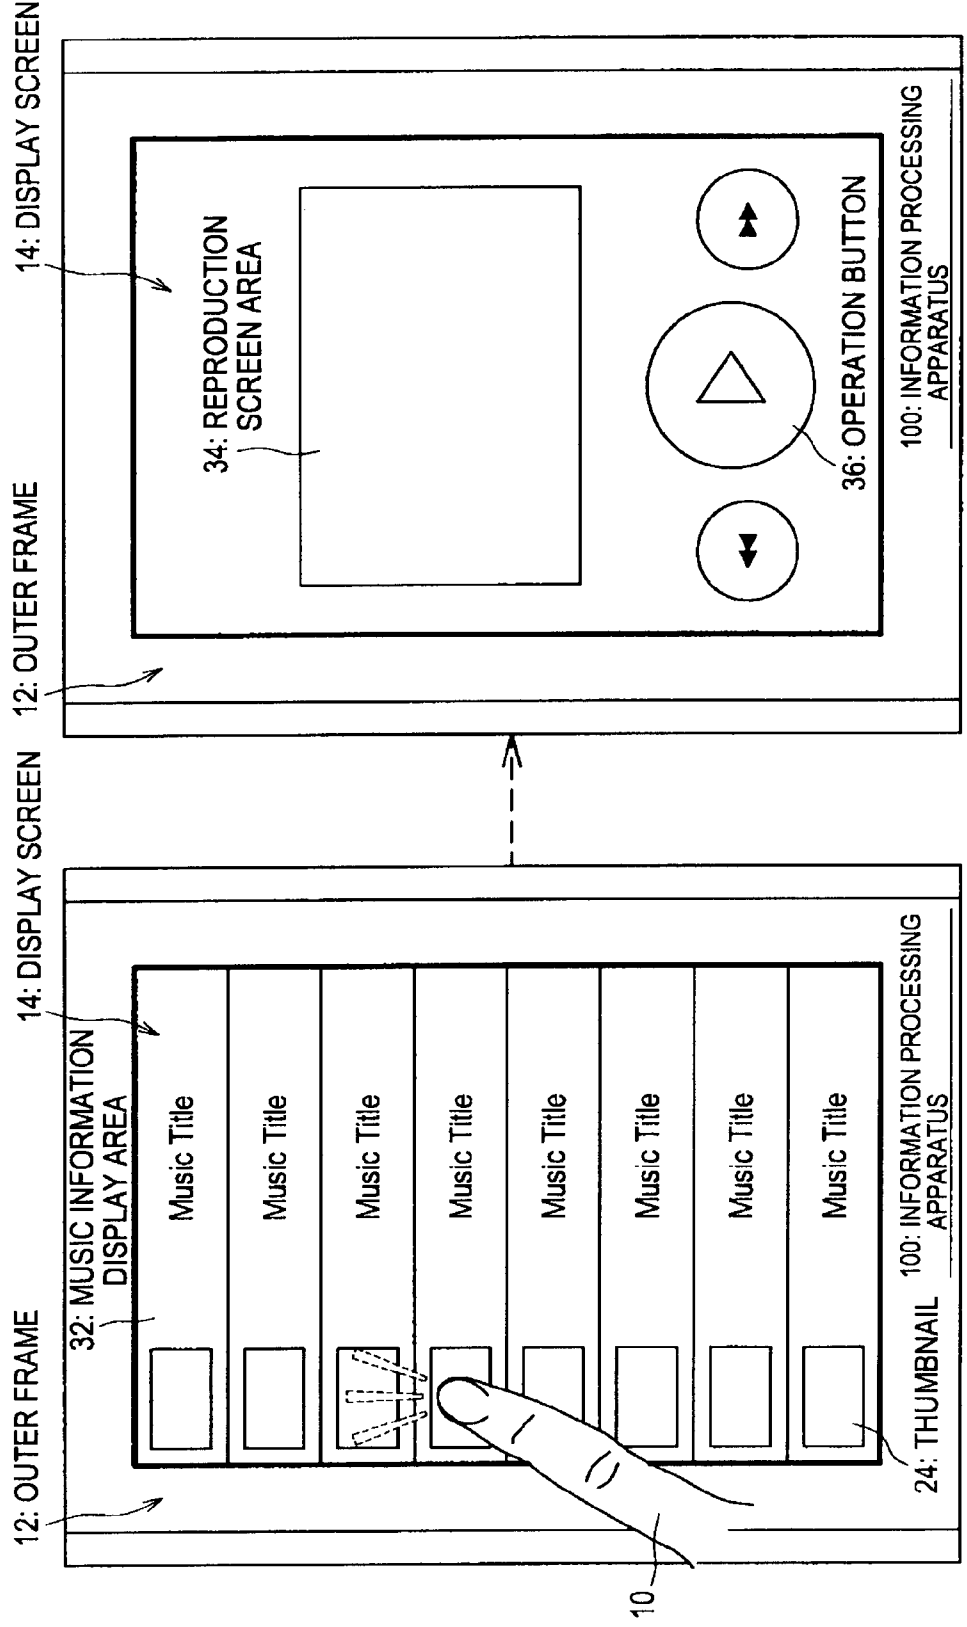 12: OUTER FRAME
14: DISPLAY SCREEN
32: MUSIC INFORMATION
DISPLAY AREA
Music Title
Music Title
Music Title
Music Title
Music Title
Music Title
Music Title
Music Title
10
24: THUMBNAIL
100: INFORMATION PROCESSING
APPARATUS
12: OUTER FRAME
14: DISPLAY SCREEN
34: REPRODUCTION
SCREEN AREA
36: OPERATION BUTTON
100: INFORMATION PROCESSING
APPARATUS